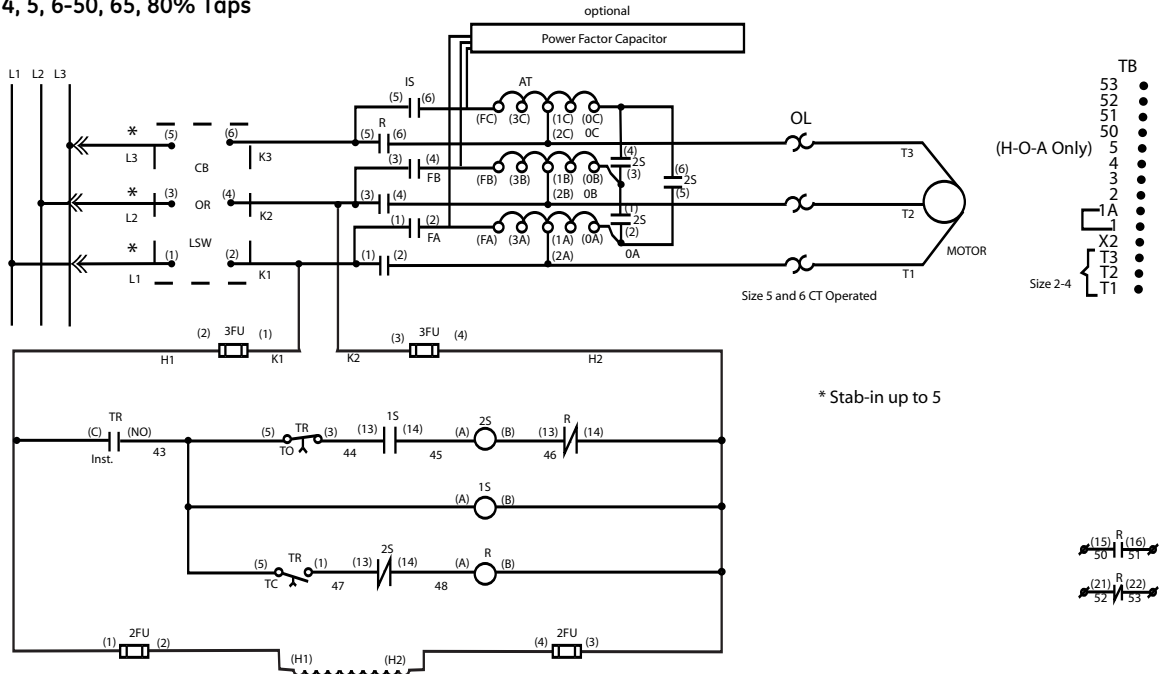 4, 5, 6-50, 65, 80% Taps
optional
Power Factor Capacitor
L1 L2 L3
IS
AT
(5) (6)
(FC) (3C) (1C) (0C)
(2C) 0C
R
(5) (6)
OL
* (5) (6)
L3 K3
T3
CB
(3) (4)
FB
(FB) (3B) (1B) (0B)
(2B) 0B
(4)
2S
(3)
(6)
2S
(5)
* (3) (4)
L2 OR K2
(3) (4)
T2
MOTOR
(1) (2)
FA
(FA) (3A) (1A) (0A)
(2A)
0A
(1)
2S
(2)
* LSW
(1) (2)
L1 K1
(1) (2)
T1
Size 5 and 6 CT Operated
TB
53
52
51
50
(H-O-A Only) 5
4
3
2
1A
1
X2
T3
Size 2-4 T2
T1
(2) 3FU (1)
H1 K1
(3) 3FU (4)
K2 H2
* Stab-in up to 5
TR
(C) (NO)
Inst. 43
(5) TR (3)
TO 44
1S
(13) (14)
45
2S
(A) (B)
R
(13) (14)
46
1S
(A) (B)
(5) TR (1)
TC 47
2S
(13) (14)
48
R
(A) (B)
(15) R (16)
50 51
(21) R (22)
52 53
(1) 2FU (2)
(4) 2FU (3)
(H1) (H2)